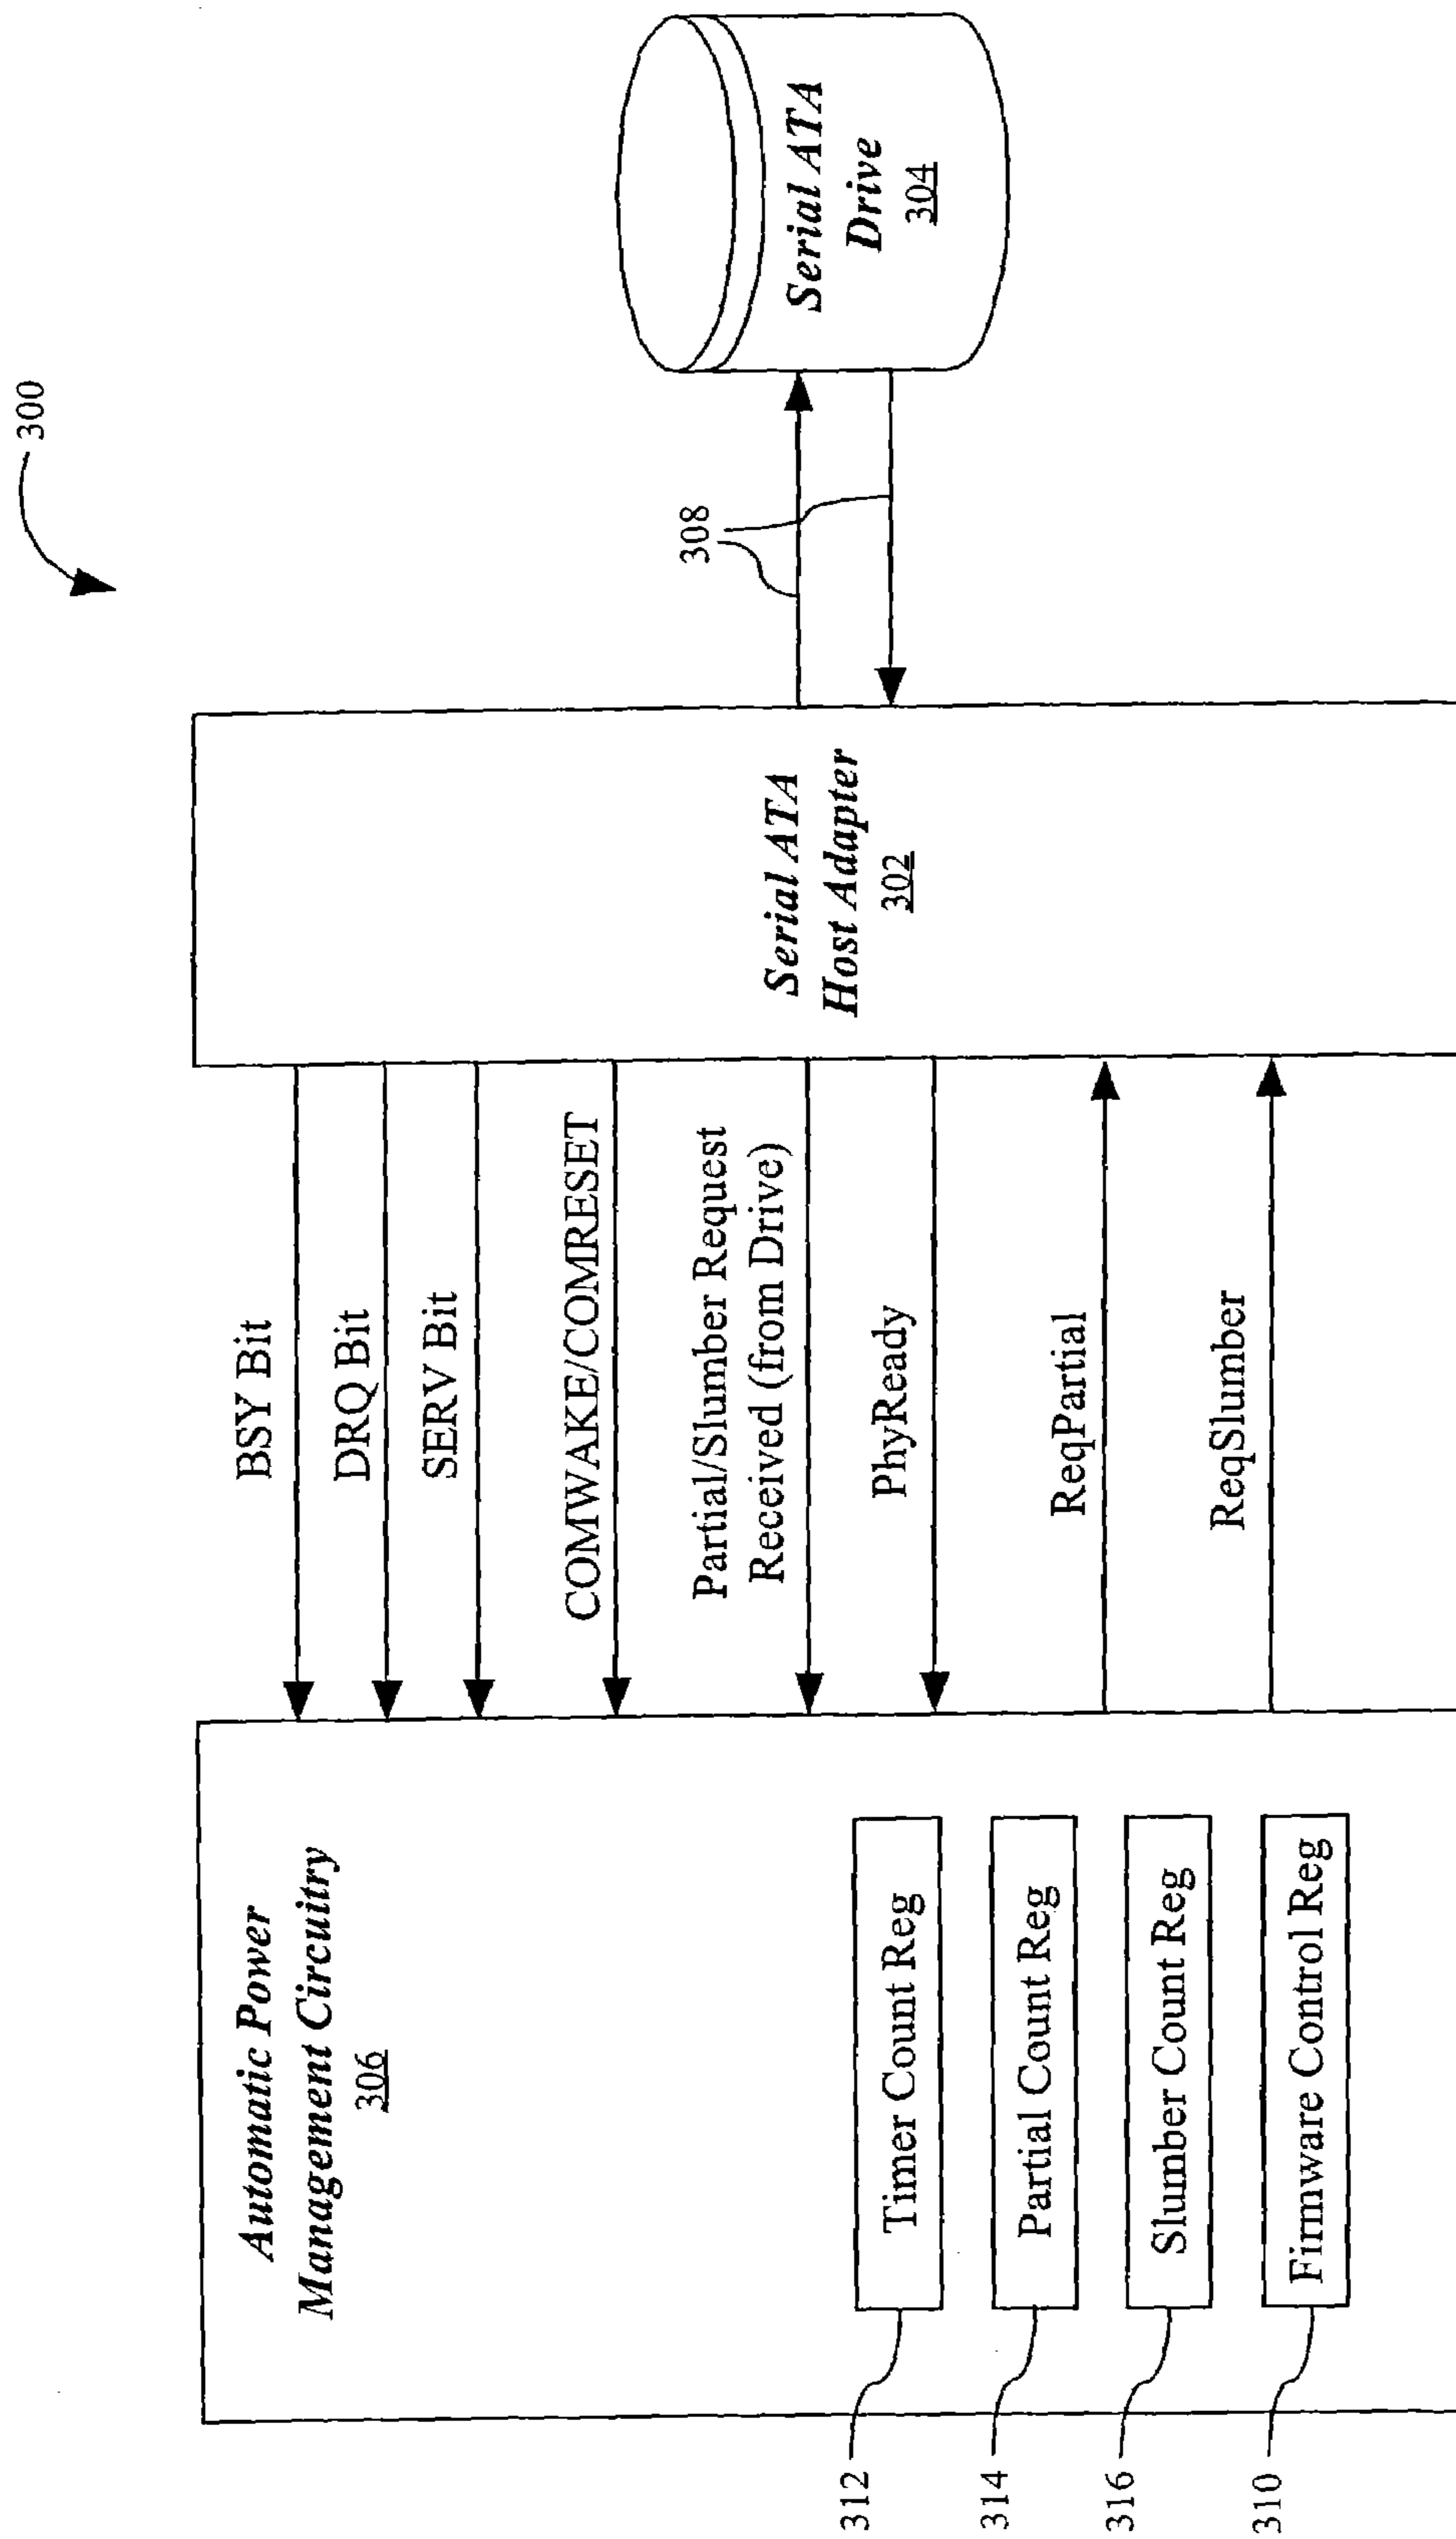 300
Automatic Power
Management Circuitry
306
Timer Count Reg
Partial Count Reg
Slumber Count Reg
Firmware Control Reg
312
314
316
310
BSY Bit
DRQ Bit
SERV Bit
COMWAKE/COMRESET
Partial/Slumber Request
Received (from Drive)
PhyReady
ReqPartial
ReqSlumber
Serial ATA
Host Adapter
302
308
Serial ATA
Drive
304